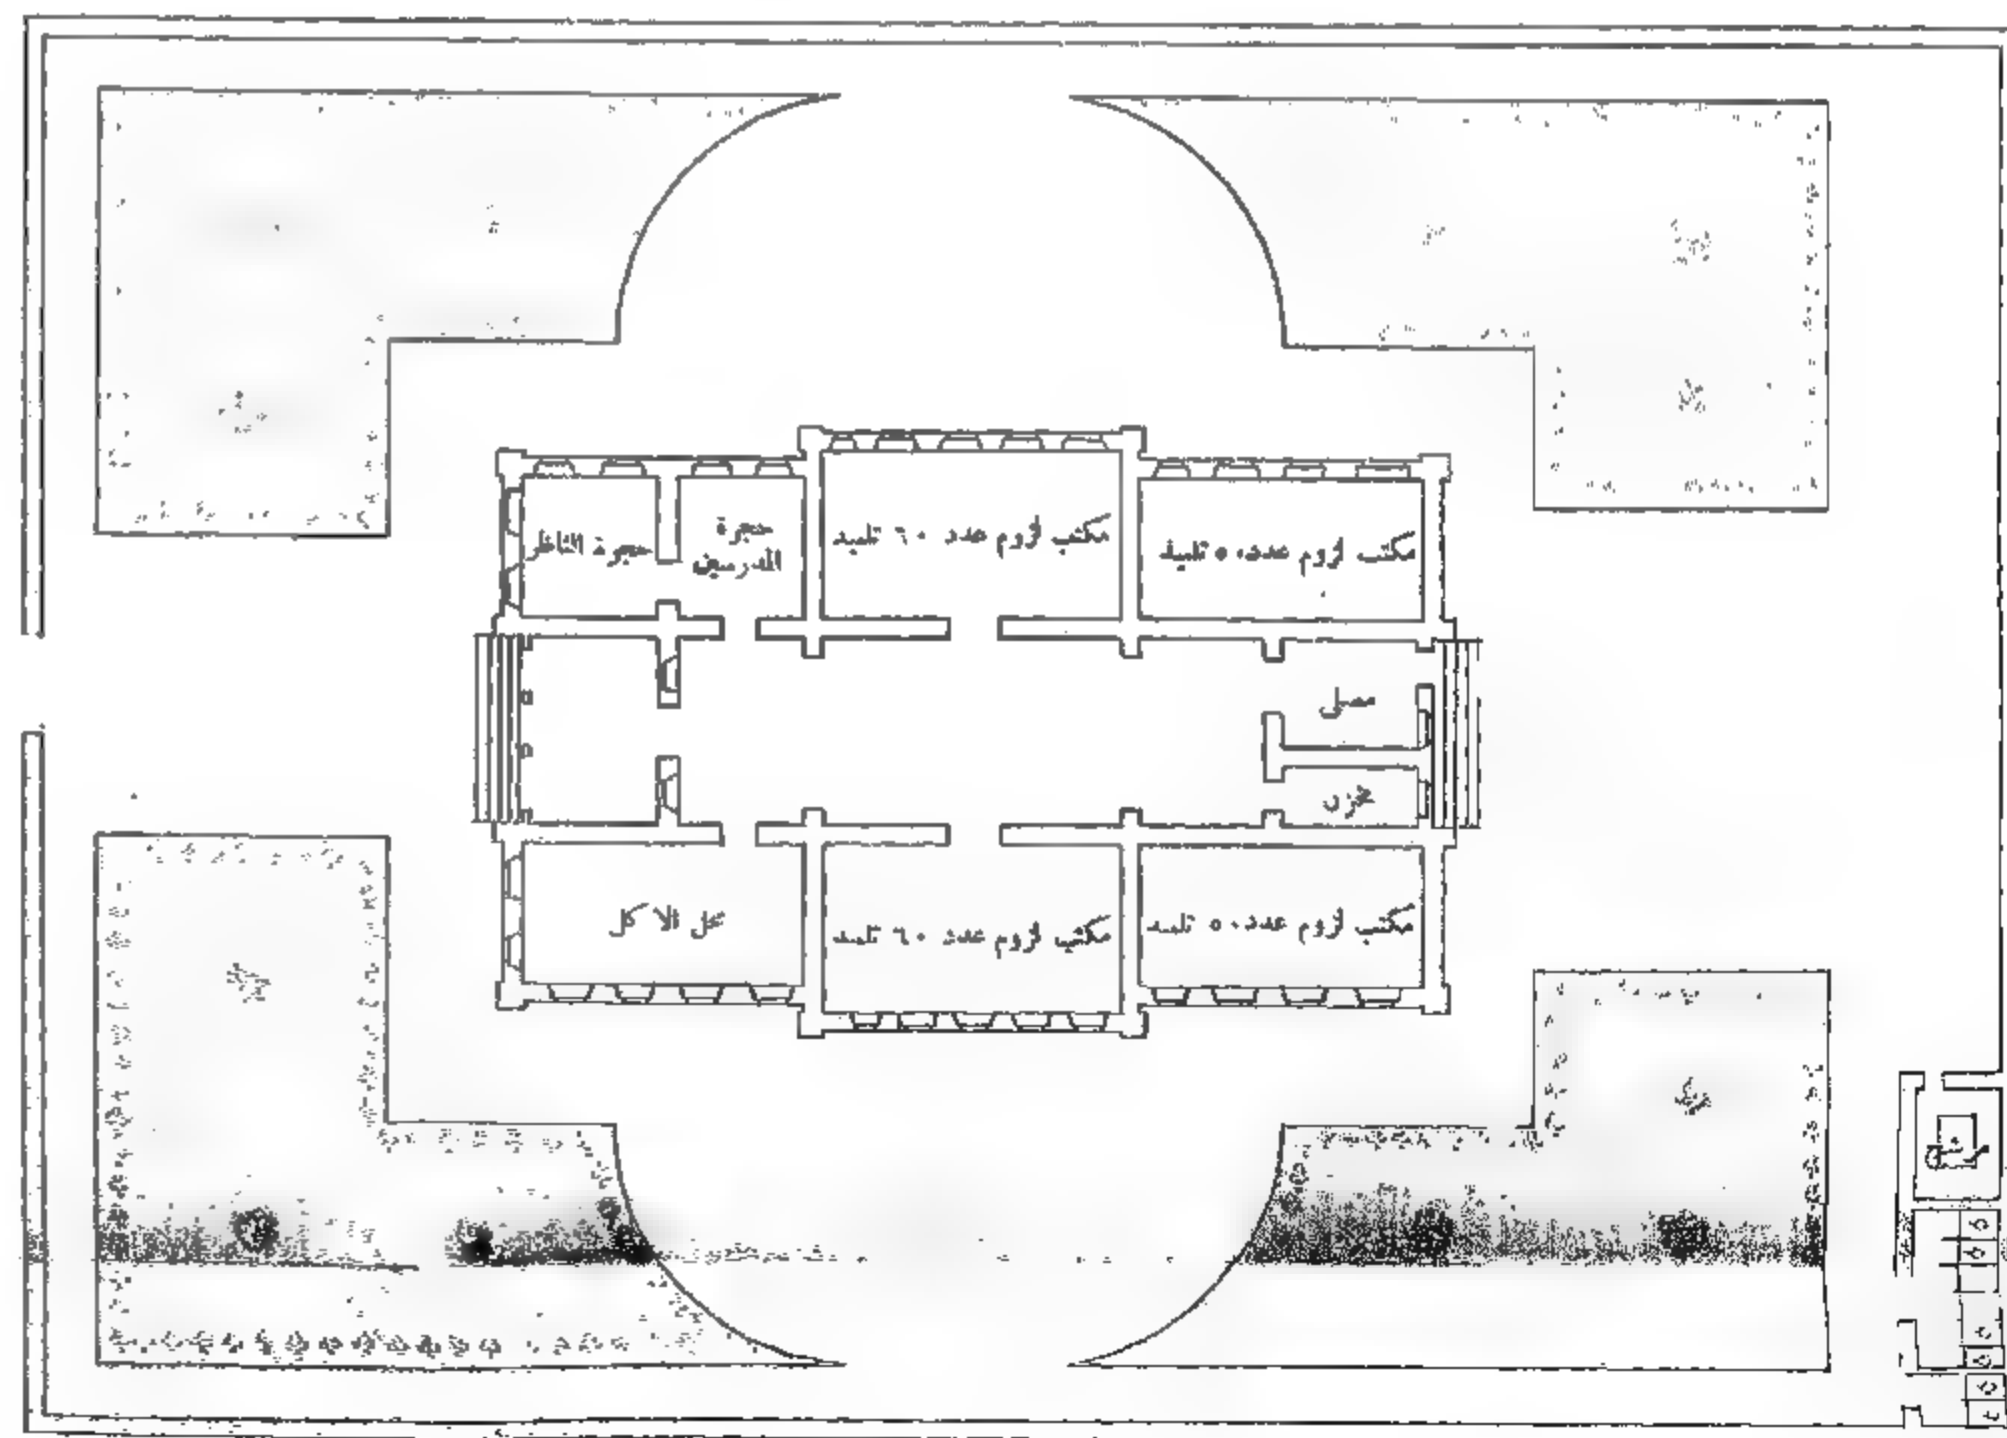 مكتب لزوم عدد ٥٠ تلميذ
مكتب لزوم عدد ٦٠ تلميذ
حجرة
المدرسين
حجرة الناظر
مصلى
مخزن
مكتب لزوم عدد ٥٠ تلميذ
مكتب لزوم عدد ٦٠ تلميذ
محل الاكل